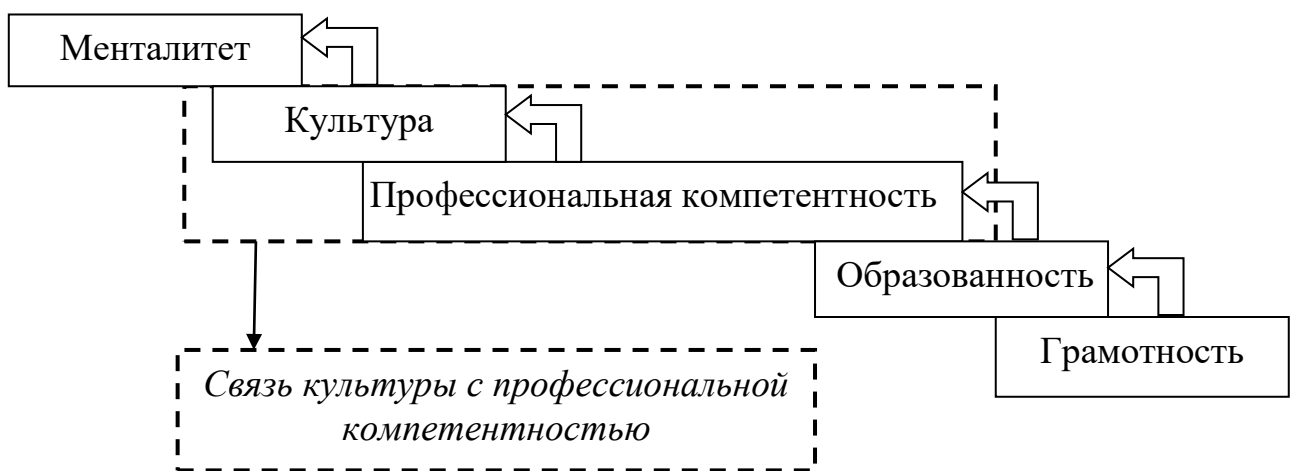 Менталитет
Культура
Профессиональная компетентность
Образованность
Грамотность
Связь культуры с профессиональной
компетентностью